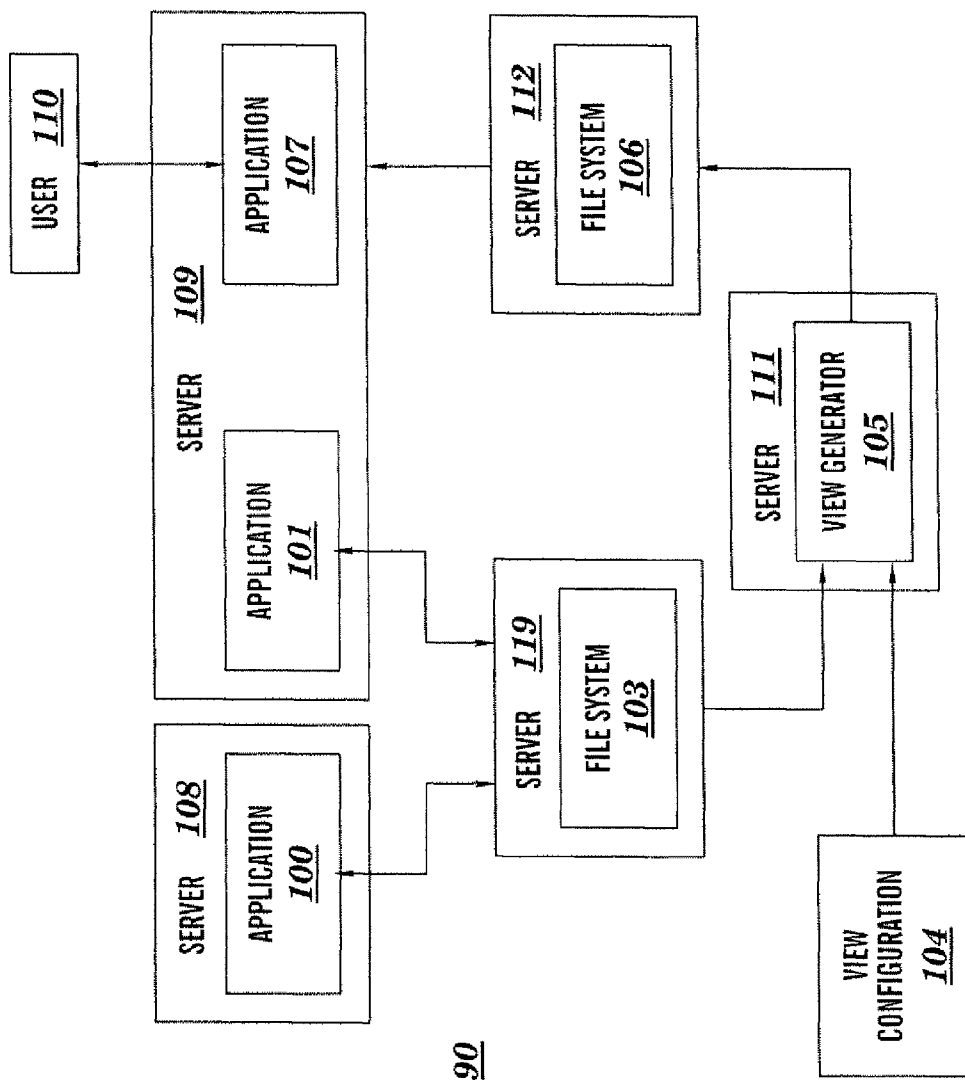 90
SERVER 108
APPLICATION
100
SERVER 109
APPLICATION
101
APPLICATION
107
USER 110
SERVER 119
FILE SYSTEM
103
SERVER 112
FILE SYSTEM
106
VIEW
CONFIGURATION
104
SERVER 111
VIEW GENERATOR
105